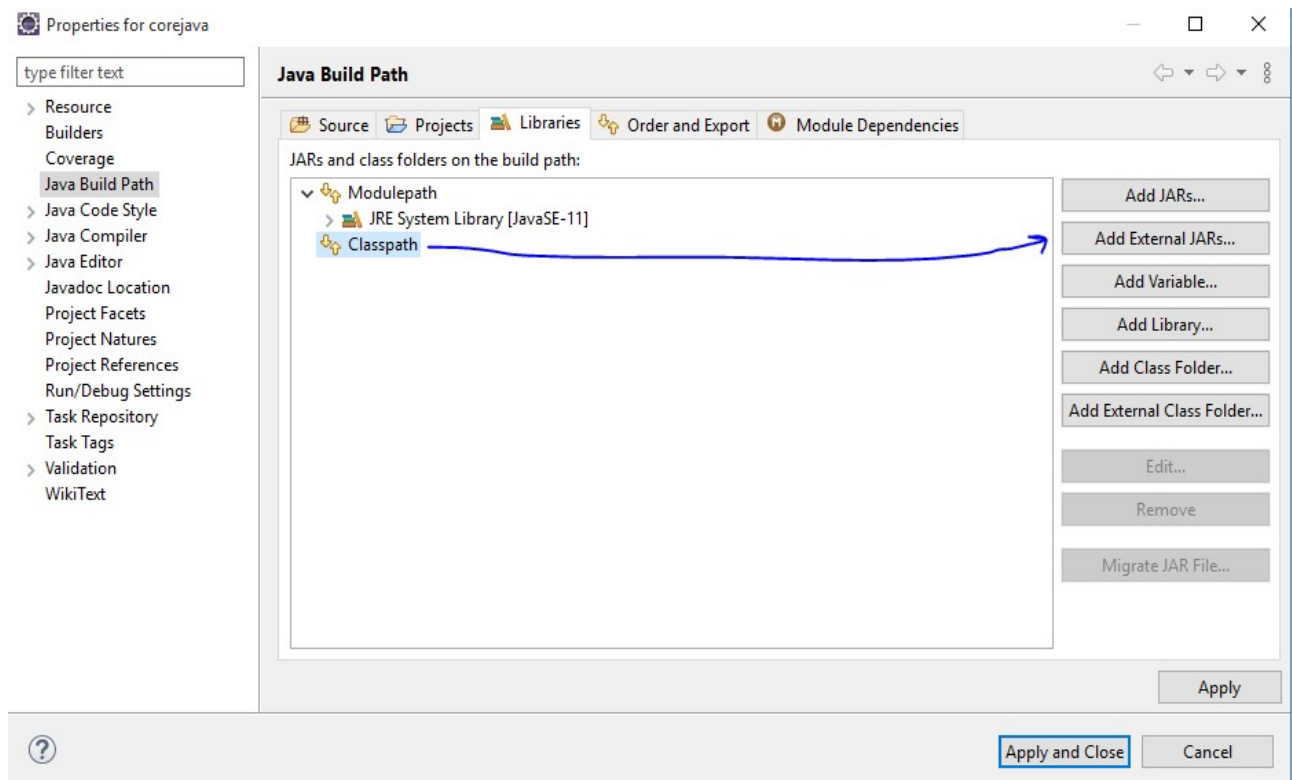 Properties for corejava
type filter text
Resource
Builders
Coverage
Java Build Path
Java Code Style
Java Compiler
Java Editor
Javadoc Location
Project Facets
Project Natures
Project References
Run/Debug Settings
Task Repository
Task Tags
Validation
WikiText
Java Build Path
Source Projects Libraries Order and Export Module Dependencies
JARs and class folders on the build path:
Modulepath
JRE System Library [JavaSE-11]
Classpath
Add JARs...
Add External JARs...
Add Variable...
Add Library...
Add Class Folder...
Add External Class Folder...
Edit...
Remove
Migrate JAR File...
Apply
Apply and Close Cancel